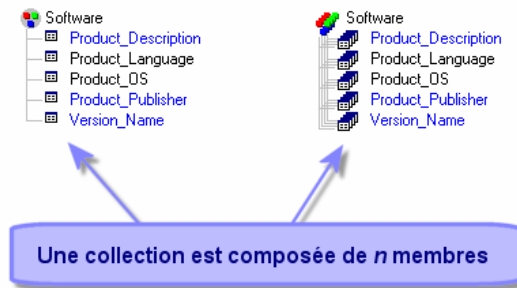 Software
Product_Description
Product_Language
Product_OS
Product_Publisher
Version_Name
Software
Product_Description
Product_Language
Product_OS
Product_Publisher
Version_Name
Une collection est composée de n membres